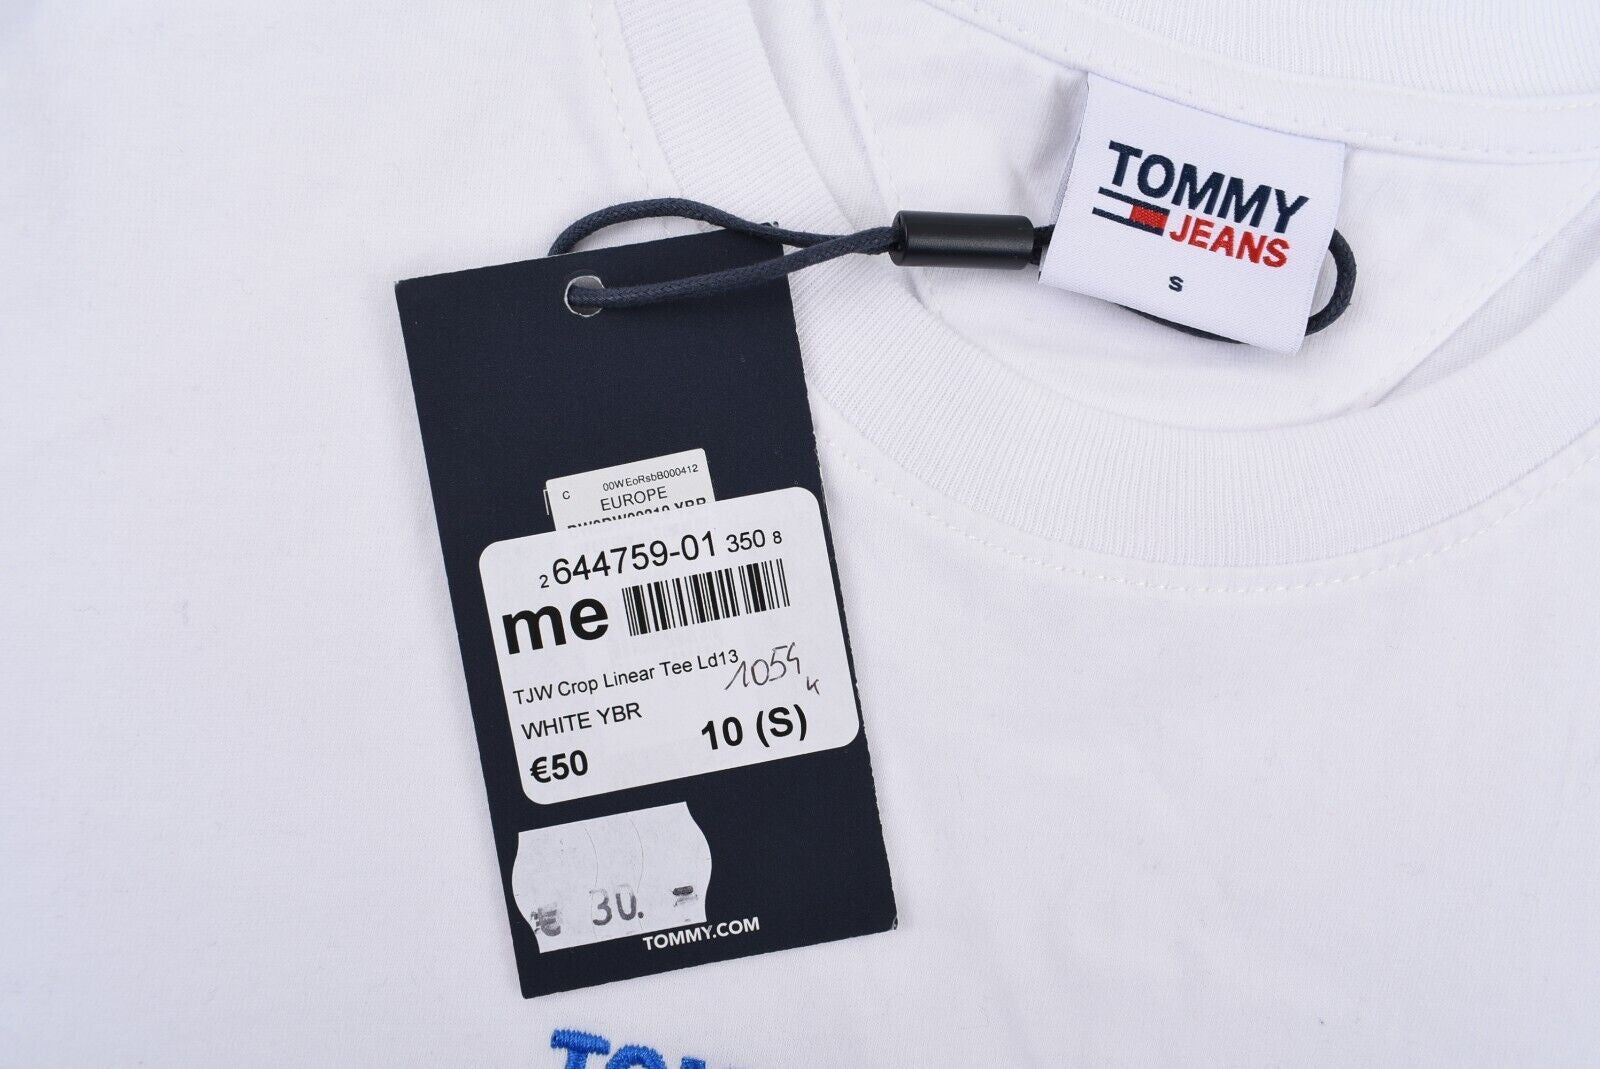 TOMMY
JEANS
S
C 00WEoRsbB000412
EUROPE
2 644759-01 350 8
me
TJW Crop Linear Tee Ld13
1054
WHITE YBR
€50 10 (S)
€ 30. =
TOMMY.COM